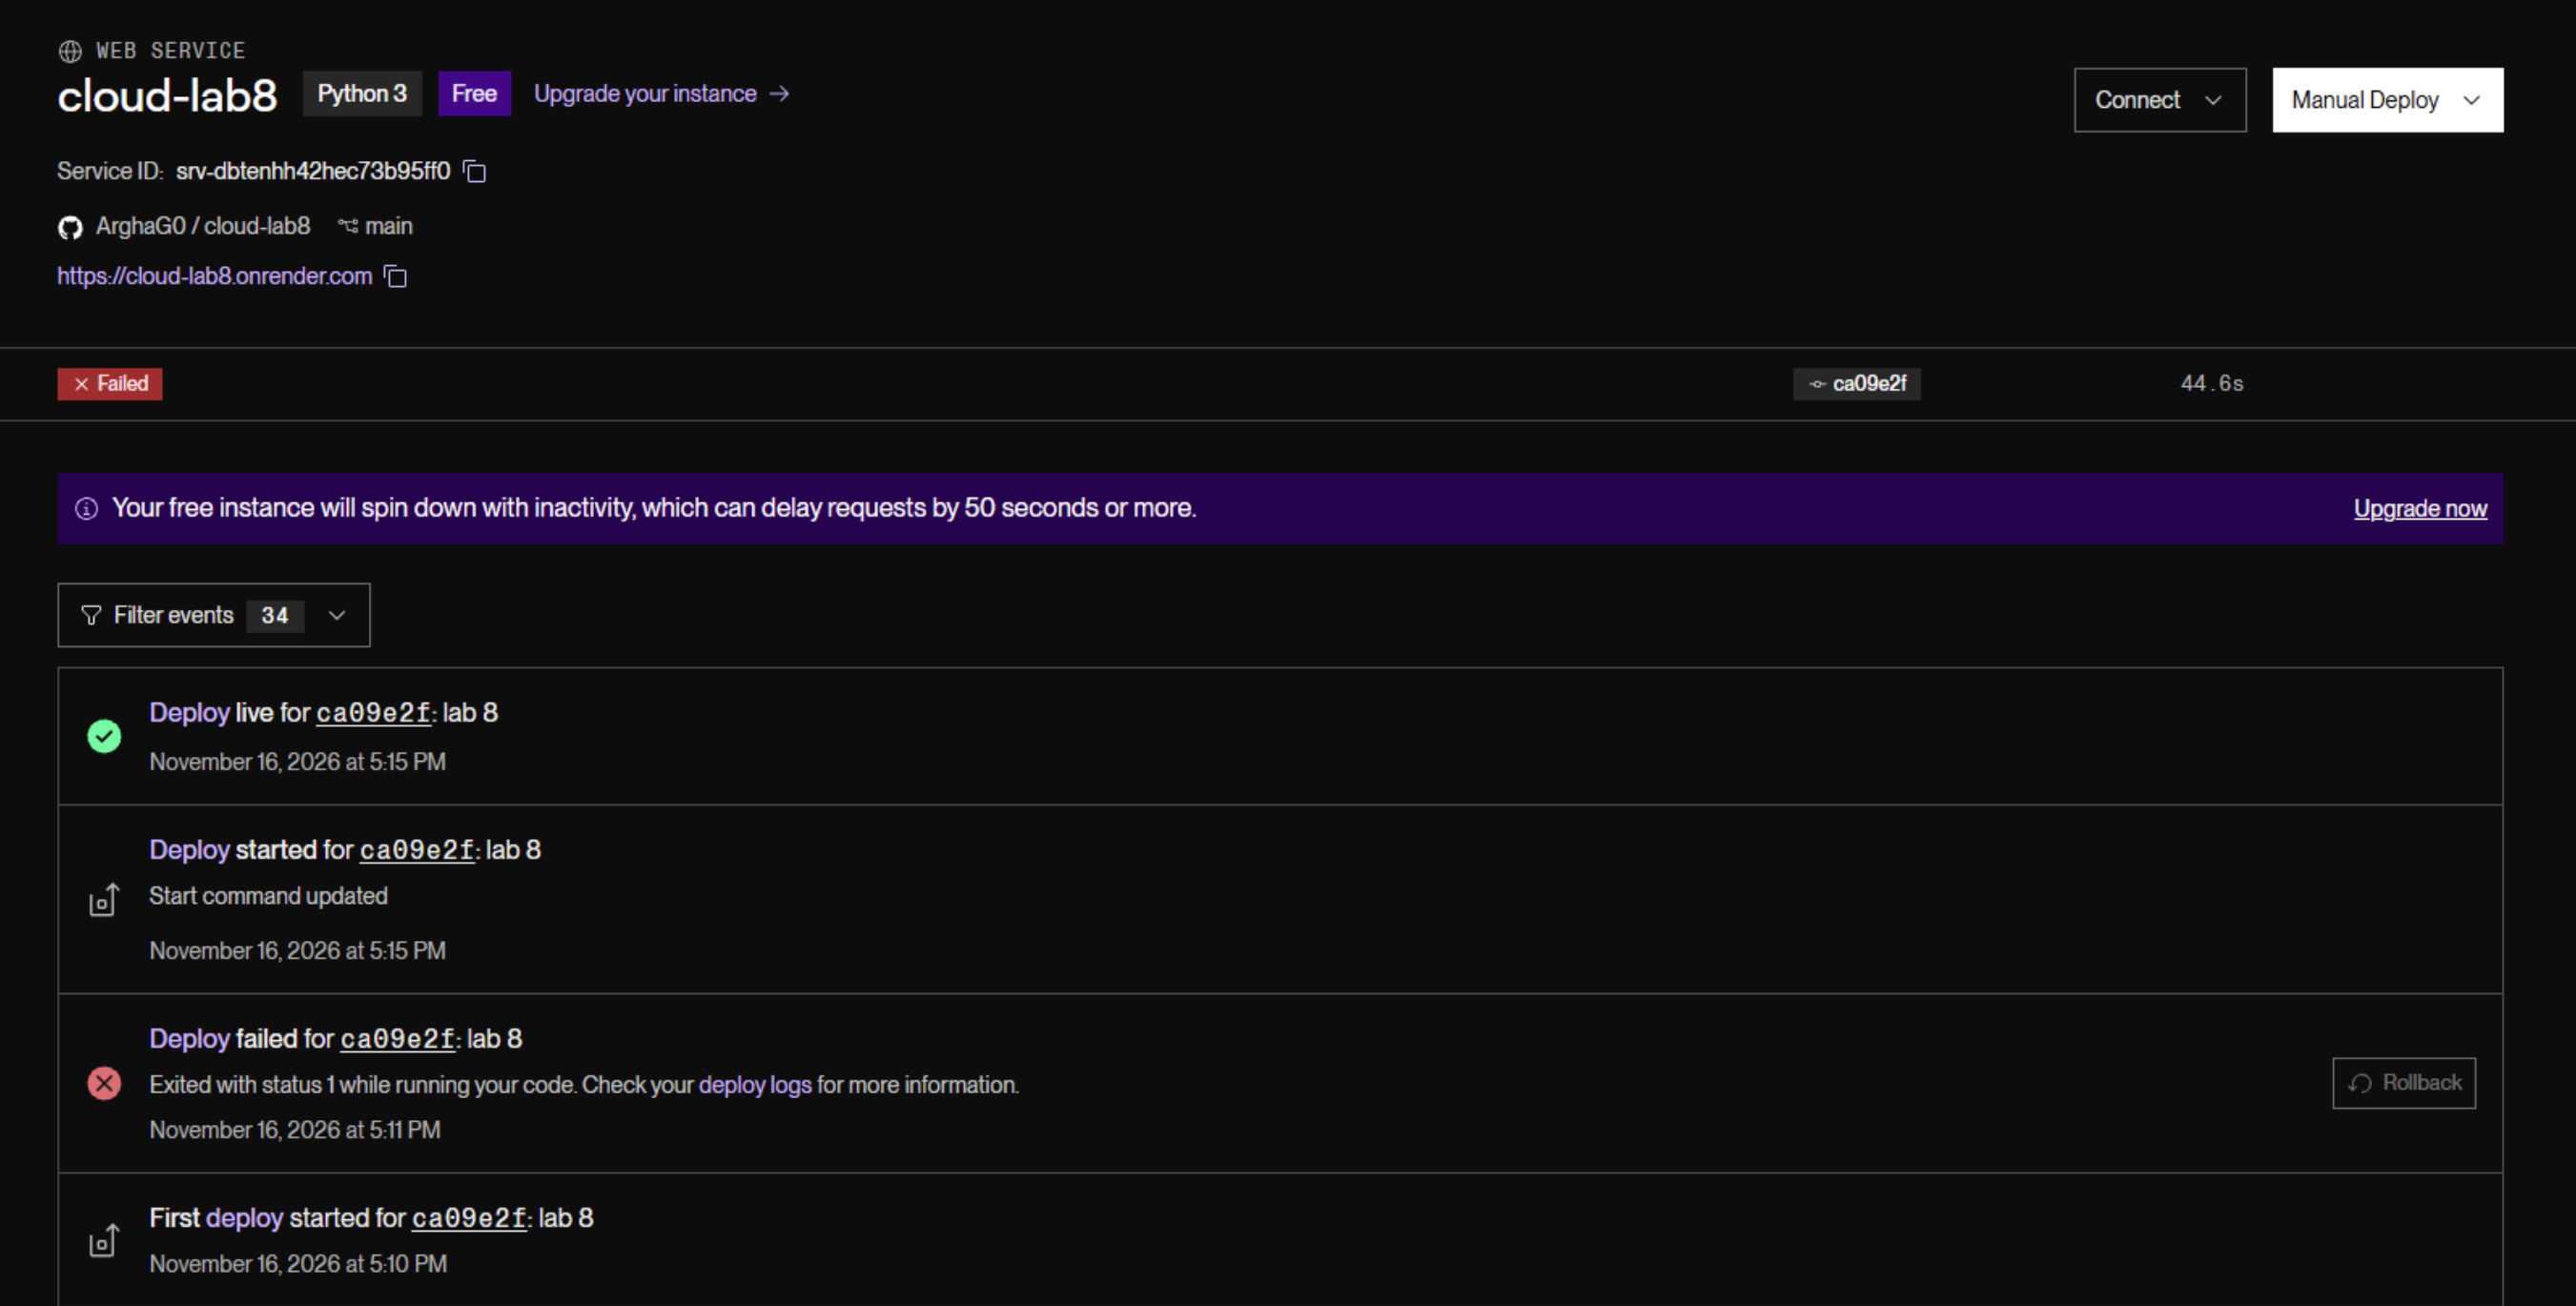 WEB SERVICE
cloud-lab8 Python 3 Free Upgrade your instance → Connect Manual Deploy
Service ID: srv-dbtenhh42hec73b95ff0
ArghaG0 / cloud-lab8 main
https://cloud-lab8.onrender.com
Failed ca09e2f 44.6s
Your free instance will spin down with inactivity, which can delay requests by 50 seconds or more. Upgrade now
Filter events 34
Deploy live for ca09e2f: lab 8
November 16, 2026 at 5:15 PM
Deploy started for ca09e2f: lab 8
Start command updated
November 16, 2026 at 5:15 PM
Deploy failed for ca09e2f: lab 8
Exited with status 1 while running your code. Check your deploy logs for more information. Rollback
November 16, 2026 at 5:11 PM
First deploy started for ca09e2f: lab 8
November 16, 2026 at 5:10 PM